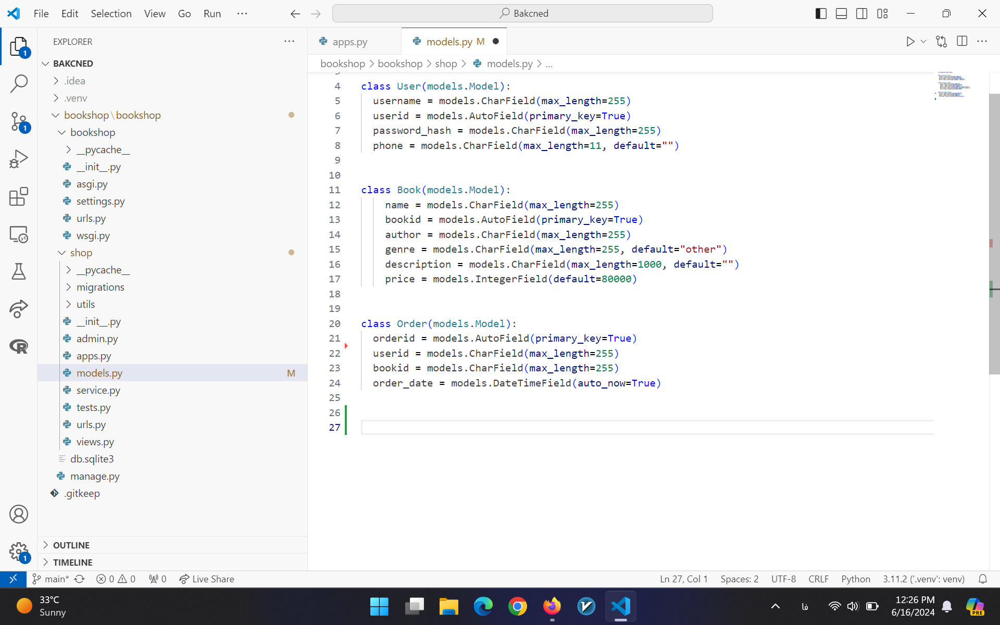 File Edit Selection View Go Run ··· Bakcned
EXPLORER
BAKCNED
.idea
.venv
bookshop\bookshop
bookshop
__pycache__
__init__.py
asgi.py
settings.py
urls.py
wsgi.py
shop
__pycache__
migrations
utils
__init__.py
admin.py
apps.py
models.py M
service.py
tests.py
urls.py
views.py
db.sqlite3
manage.py
.gitkeep
OUTLINE
TIMELINE
1
1
1
apps.py models.py M
bookshop > bookshop > shop > models.py > ...
4 class User(models.Model):
5 username = models.CharField(max_length=255)
6 userid = models.AutoField(primary_key=True)
7 password_hash = models.CharField(max_length=255)
8 phone = models.CharField(max_length=11, default="")
9
10
11 class Book(models.Model):
12 name = models.CharField(max_length=255)
13 bookid = models.AutoField(primary_key=True)
14 author = models.CharField(max_length=255)
15 genre = models.CharField(max_length=255, default="other")
16 description = models.CharField(max_length=1000, default="")
17 price = models.IntegerField(default=80000)
18
19
20 class Order(models.Model):
21 orderid = models.AutoField(primary_key=True)
22 userid = models.CharField(max_length=255)
23 bookid = models.CharField(max_length=255)
24 order_date = models.DateTimeField(auto_now=True)
25
26
27
main* 0 0 0 Live Share Ln 27, Col 1 Spaces: 2 UTF-8 CRLF Python 3.11.2 ('.venv': venv)
33°C
Sunny
فا
12:26 PM
6/16/2024
PRE